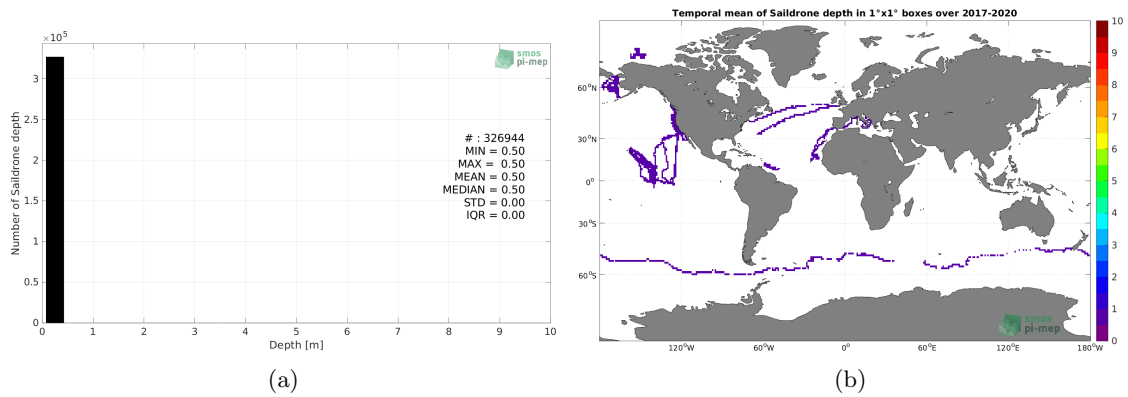 ×10⁵
3
2.5
2
1.5
1
0.5
0
Number of Saildrone depth
smos
pi-mep
# : 326944
MIN = 0.50
MAX = 0.50
MEAN = 0.50
MEDIAN = 0.50
STD = 0.00
IQR = 0.00
0 1 2 3 4 5 6 7 8 9 10
Depth [m]
(a)
Temporal mean of Saildrone depth in 1°x1° boxes over 2017-2020
60°N
30°N
0°
30°S
60°S
smos
pi-mep
120°W 60°W 0° 60°E 120°E 180°W
10
9
8
7
6
5
4
3
2
1
0
(b)